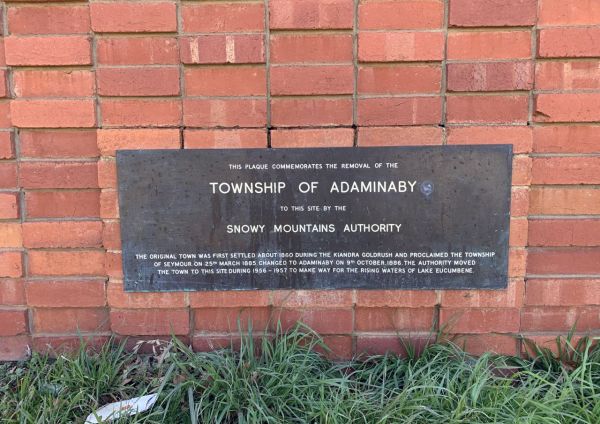 THIS PLAQUE COMMEMORATES THE REMOVAL OF THE
TOWNSHIP OF ADAMINABY
TO THIS SITE BY THE
SNOWY MOUNTAINS AUTHORITY
THE ORIGINAL TOWN WAS FIRST SETTLED ABOUT 1860 DURING THE KIANDRA GOLDRUSH AND PROCLAIMED THE TOWNSHIP
OF SEYMOUR ON 25TH MARCH 1885. CHANGED TO ADAMINABY ON 9TH OCTOBER, 1886. THE AUTHORITY MOVED
THE TOWN TO THIS SITE DURING 1956 - 1957 TO MAKE WAY FOR THE RISING WATERS OF LAKE EUCUMBENE.